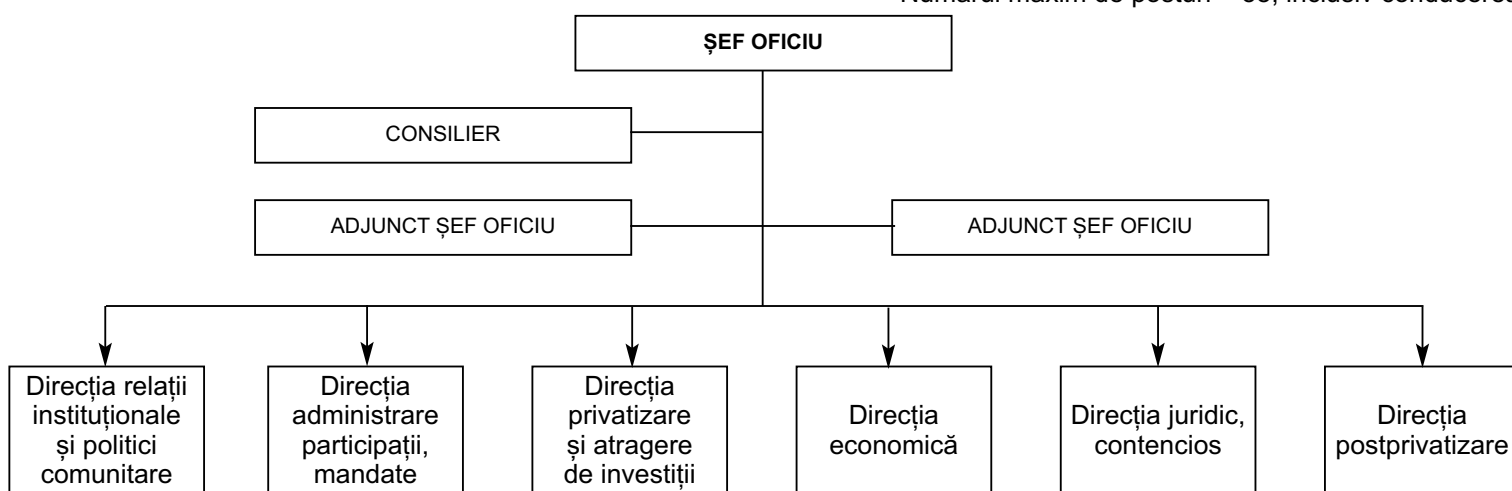 ȘEF OFICIU
CONSILIER
ADJUNCT ȘEF OFICIU
ADJUNCT ȘEF OFICIU
Direcția relații
instituționale
și politici
comunitare
Direcția
administrare
participații,
mandate
Direcția
privatizare
și atragere
de investiții
Direcția
economică
Direcția juridic,
contencios
Direcția
postprivatizare